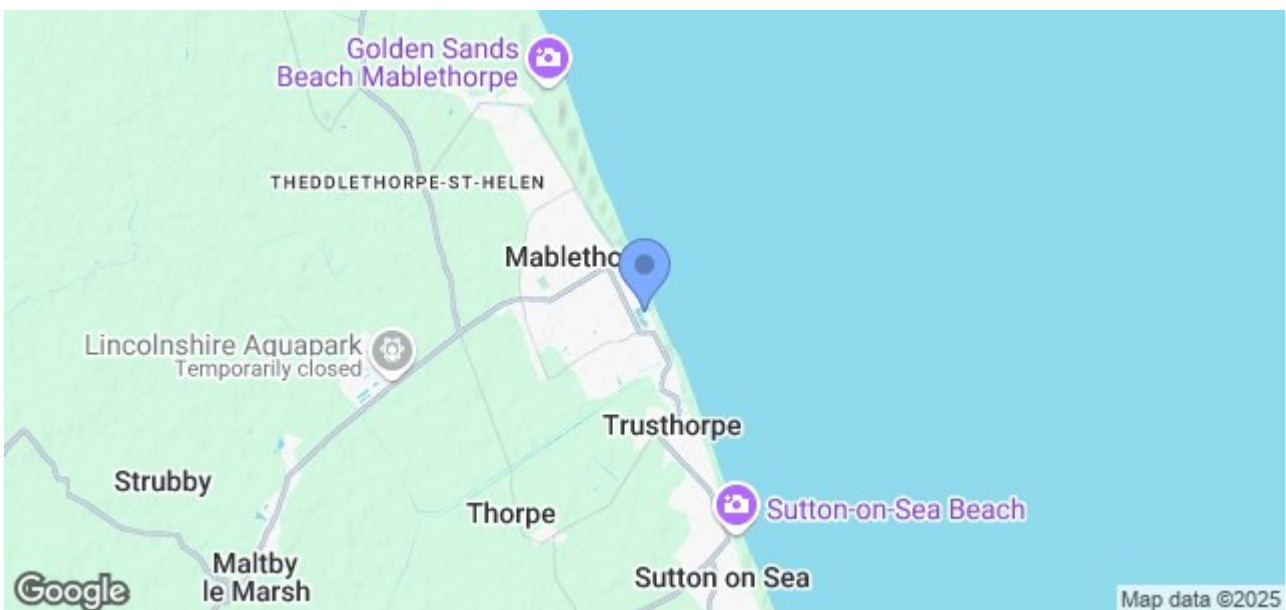 Golden Sands
Beach Mablethorpe
THEDDLETHORPE-ST-HELEN
Mabletho
Lincolnshire Aquapark
Temporarily closed
Trusthorpe
Strubby
Thorpe
Sutton-on-Sea Beach
Maltby
le Marsh
Sutton on Sea
Google
Map data ©2025